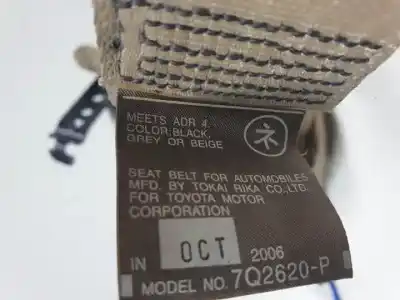 MEETS ADR 4.
COLOR:BLACK,
GREY OR BEIGE
SEAT BELT FOR AUTOMOBILES
MFD. BY TOKAI RIKA CO.,LTD.
FOR TOYOTA MOTOR
CORPORATION
IN OCT 2006
MODEL NO. 7Q2620-P